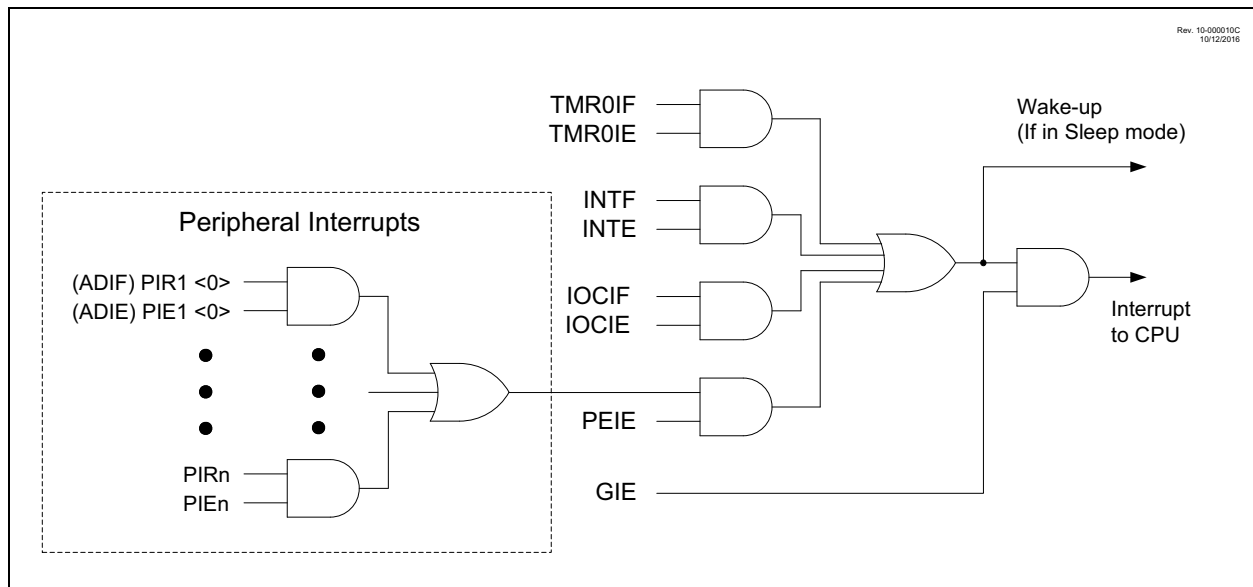 Rev. 10-000010C
10/12/2016
TMR0IF
TMR0IE
Wake-up
(If in Sleep mode)
INTF
INTE
Peripheral Interrupts
(ADIF) PIR1 <0>
(ADIE) PIE1 <0>
IOCIF
IOCIE
Interrupt
to CPU
PEIE
PIRn
PIEn
GIE